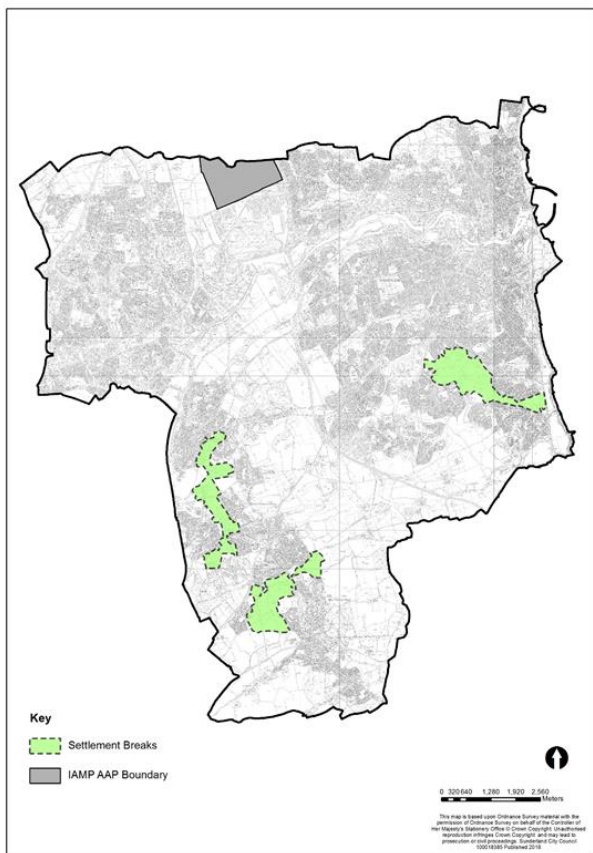 Key
Settlement Breaks
IAMP AAP Boundary
0 320 640 1,280 1,920 2,560
Meters
This map is based upon Ordnance Survey material with the
permission of Ordnance Survey on behalf of the Controller of
Her Majesty's Stationery Office © Crown Copyright. Unauthorised
reproduction infringes Crown Copyright and may lead to
prosecution or civil proceedings. Sunderland City Council
100018385 Published 2018